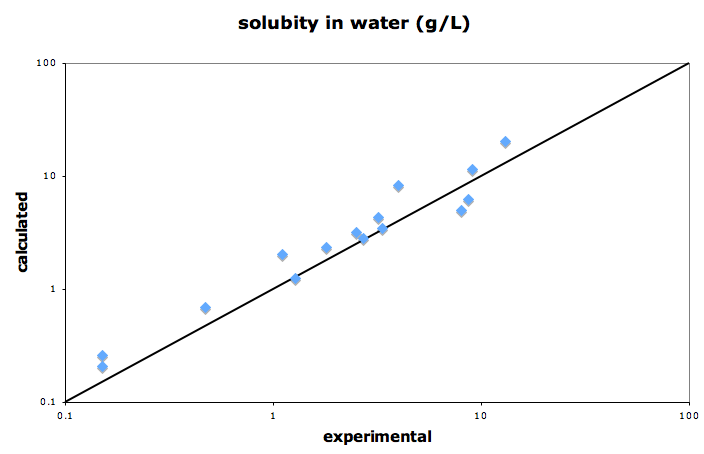 solubity in water (g/L)
100
10
1
0.1
calculated
0.1
1
10
100
experimental